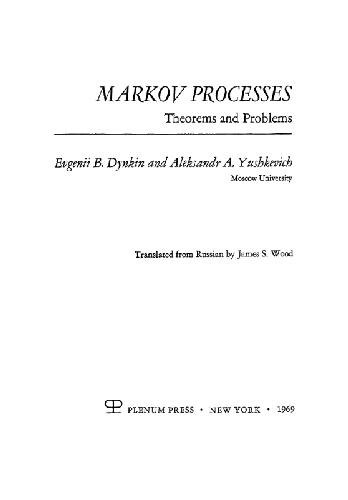 MARKOV PROCESSES
Theorems and Problems
Evgenii B. Dynkin and Aleksandr A. Yushkevich
Moscow University
Translated from Russian by James S. Wood
PLENUM PRESS • NEW YORK • 1969